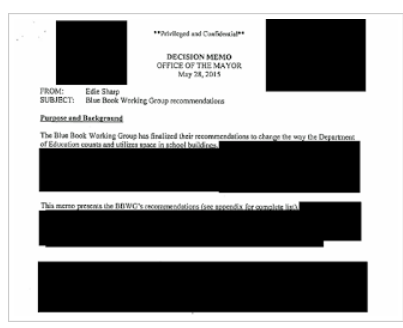 **Privileged and Confidential**
DECISION MEMO
OFFICE OF THE MAYOR
May 28, 2015
FROM: Edie Sharp
SUBJECT: Blue Book Working Group recommendations
Purpose and Background
The Blue Book Working Group has finalized their recommendations to change the way the Department
of Education counts and utilizes space in school buildings.
This memo presents the BBWG's recommendations (see appendix for complete list).